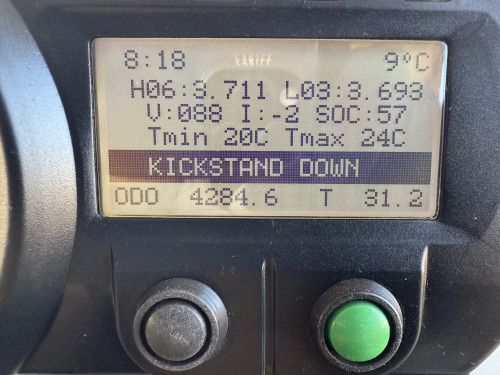 8:18 9°C
H06:3.711 L03:3.693
V:088 I:-2 SOC:57
Tmin 20C Tmax 24C
KICKSTAND DOWN
ODO 4284.6 T 31.2